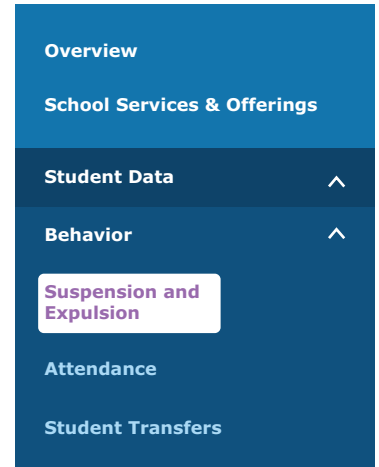 Overview
School Services & Offerings
Student Data
Behavior
Suspension and
Expulsion
Attendance
Student Transfers